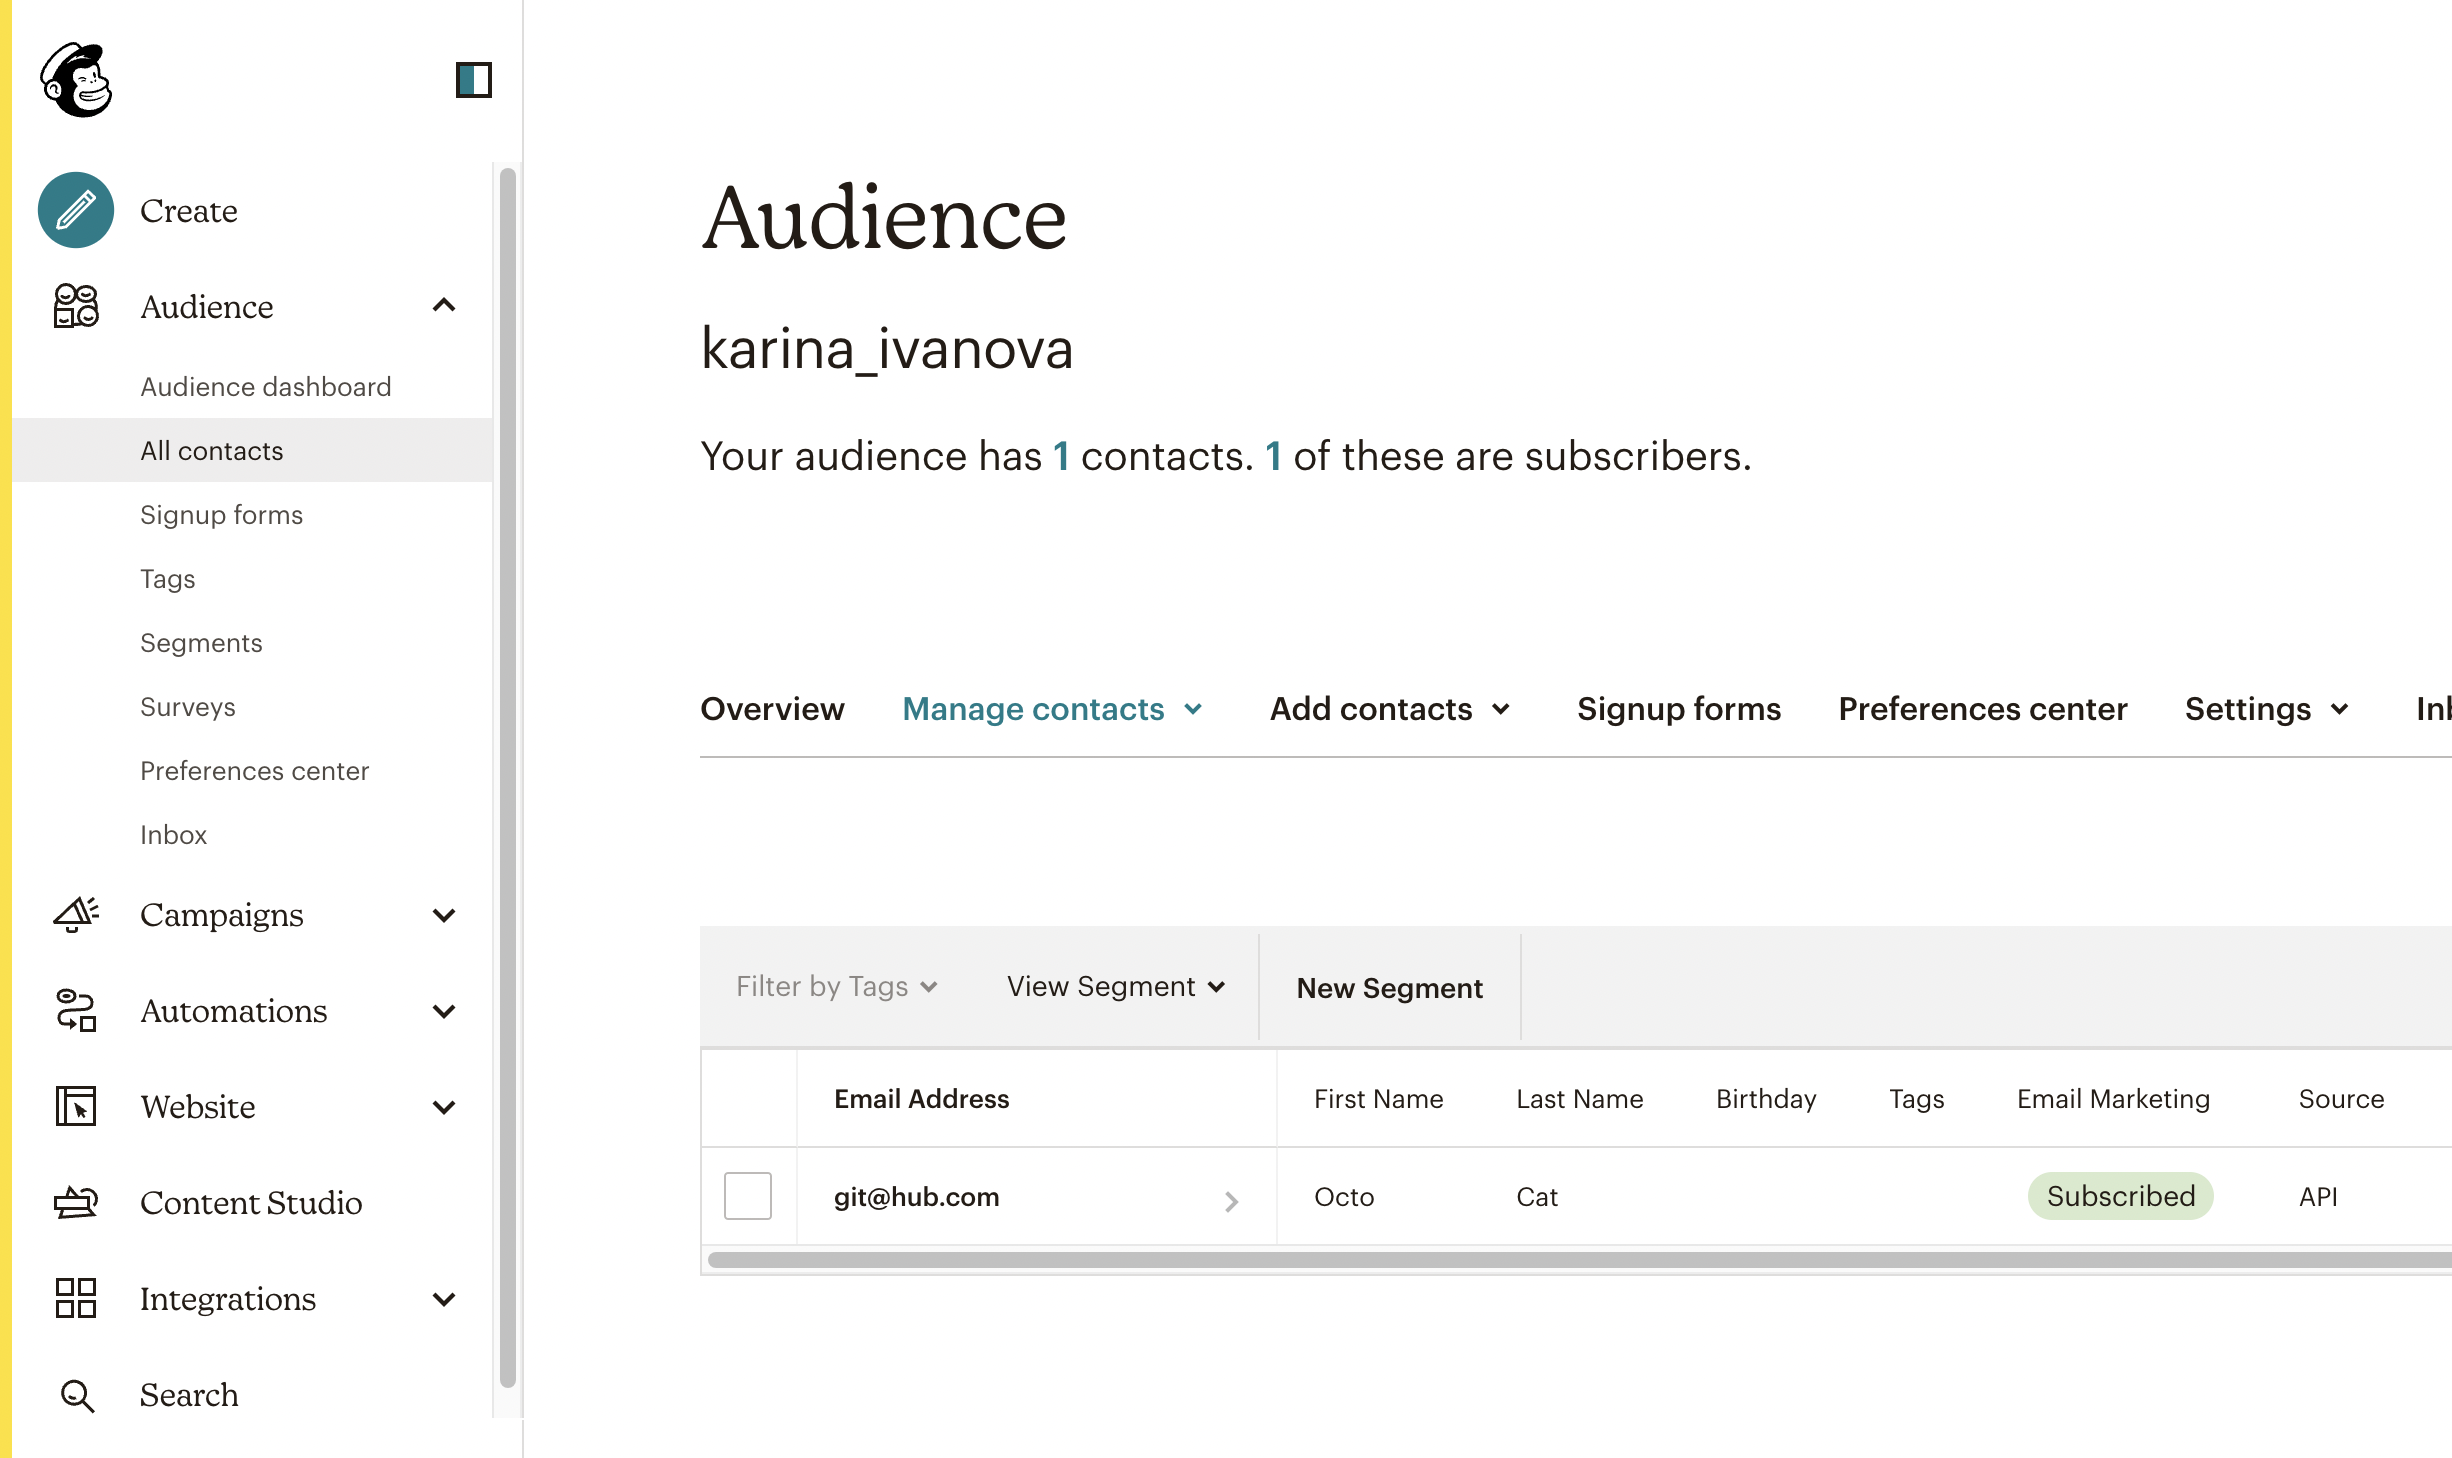 Create
Audience
Audience dashboard
All contacts
Signup forms
Tags
Segments
Surveys
Preferences center
Inbox
Campaigns
Automations
Website
Content Studio
Integrations
Search
Audience
karina_ivanova
Your audience has 1 contacts. 1 of these are subscribers.
Overview Manage contacts Add contacts Signup forms Preferences center Settings
Filter by Tags View Segment New Segment
Email Address First Name Last Name Birthday Tags Email Marketing Source
git@hub.com Octo Cat Subscribed API